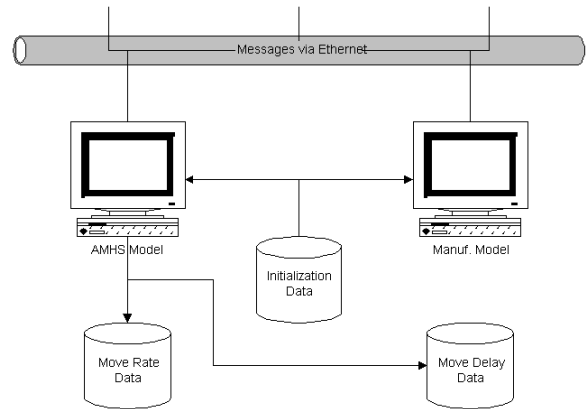 Messages via Ethernet
AMHS Model
Manuf. Model
Initialization
Data
Move Rate
Data
Move Delay
Data